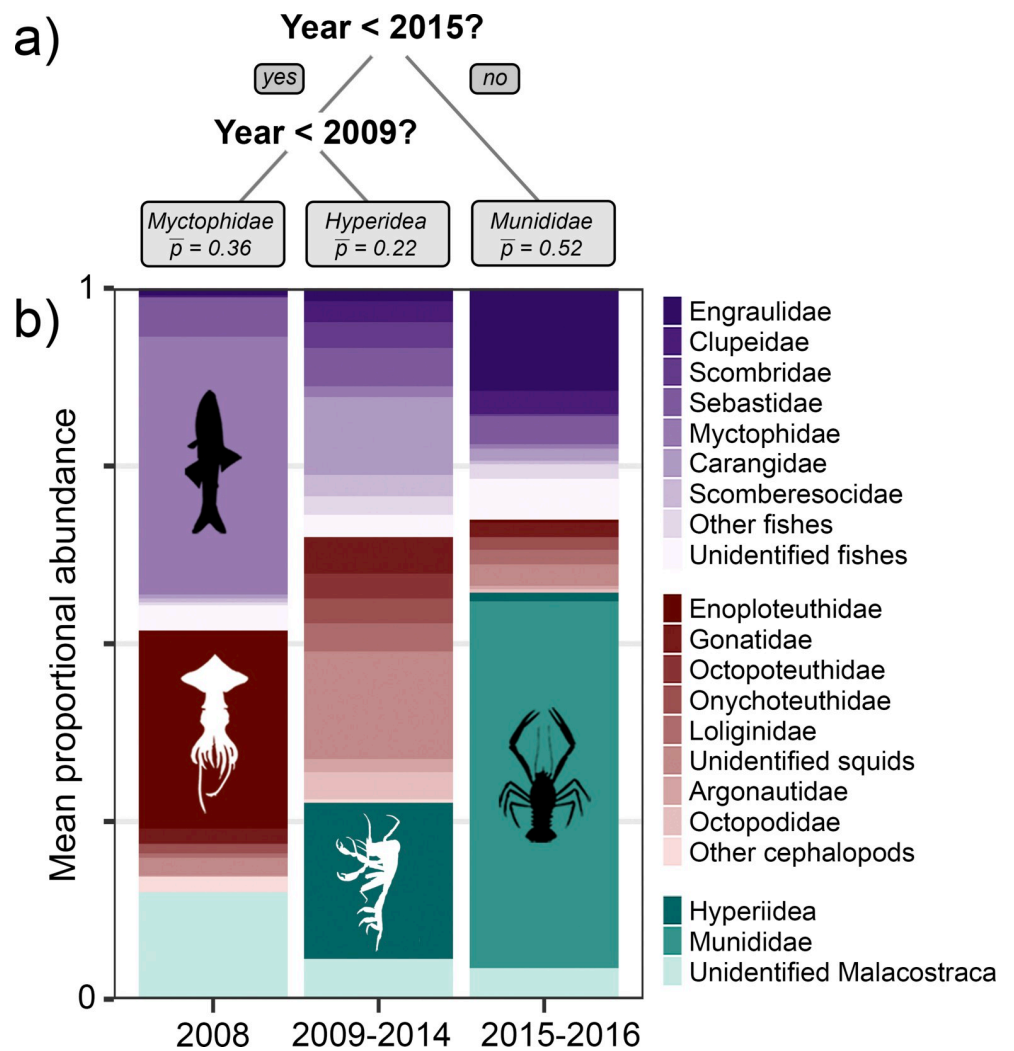 a)
Year < 2015?
yes
no
Year < 2009?
Myctophidae
p̅ = 0.36
Hyperidea
p̅ = 0.22
Munididae
p̅ = 0.52
b)
Mean proportional abundance
1
0
2008
2009-2014
2015-2016
Engraulidae
Clupeidae
Scombridae
Sebastidae
Myctophidae
Carangidae
Scomberesocidae
Other fishes
Unidentified fishes
Enoploteuthidae
Gonatidae
Octopoteuthidae
Onychoteuthidae
Loliginidae
Unidentified squids
Argonautidae
Octopodidae
Other cephalopods
Hyperiidea
Munididae
Unidentified Malacostraca